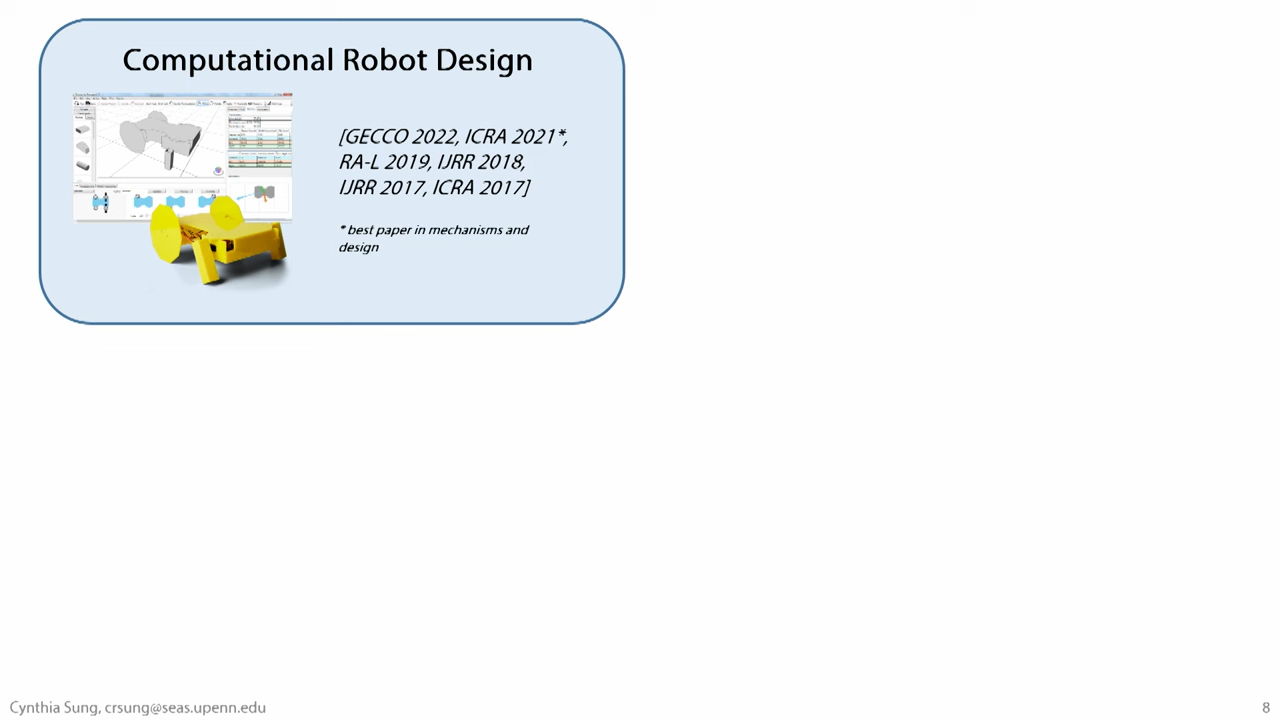 Computational Robot Design
[GECCO 2022, ICRA 2021*,
RA-L 2019, IJRR 2018,
IJRR 2017, ICRA 2017]
* best paper in mechanisms and
design
Cynthia Sung, crsung@seas.upenn.edu
8